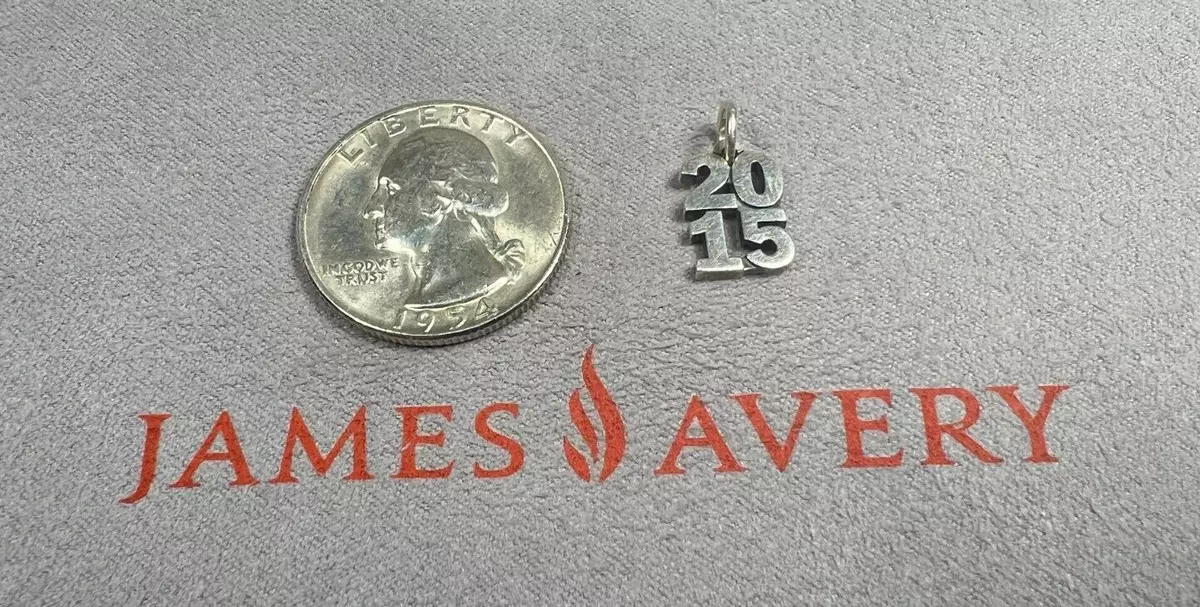 LIBERTY
IN GOD WE
TRUST
1954
20
15
JAMES AVERY